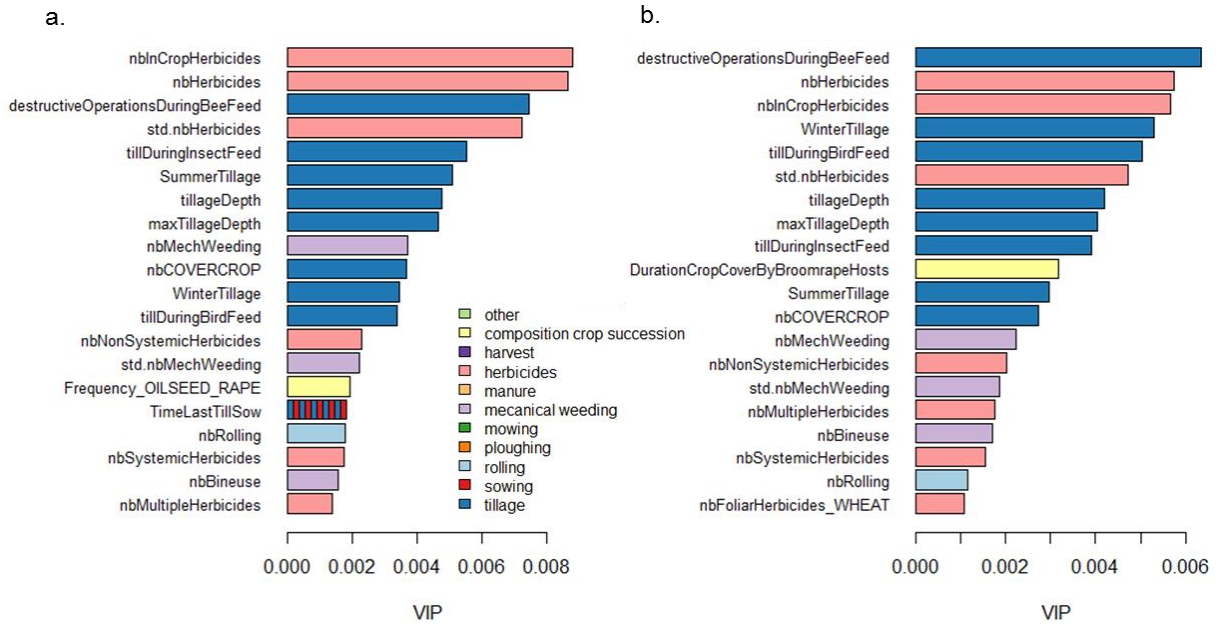 a.
nbInCropHerbicides
nbHerbicides
destructiveOperationsDuringBeeFeed
std.nbHerbicides
tillDuringInsectFeed
SummerTillage
tillageDepth
maxTillageDepth
nbMechWeeding
nbCOVERCROP
WinterTillage
tillDuringBirdFeed
nbNonSystemicHerbicides
std.nbMechWeeding
Frequency_OILSEED_RAPE
TimeLastTillSow
nbRolling
nbSystemicHerbicides
nbBineuse
nbMultipleHerbicides
0.000 0.002 0.004 0.006 0.008
VIP
other
composition crop succession
harvest
herbicides
manure
mecanical weeding
mowing
ploughing
rolling
sowing
tillage
b.
destructiveOperationsDuringBeeFeed
nbHerbicides
nbInCropHerbicides
WinterTillage
tillDuringBirdFeed
std.nbHerbicides
tillageDepth
maxTillageDepth
tillDuringInsectFeed
DurationCropCoverByBroomrapeHosts
SummerTillage
nbCOVERCROP
nbMechWeeding
nbNonSystemicHerbicides
std.nbMechWeeding
nbMultipleHerbicides
nbBineuse
nbSystemicHerbicides
nbRolling
nbFoliarHerbicides_WHEAT
0.000 0.002 0.004 0.006
VIP